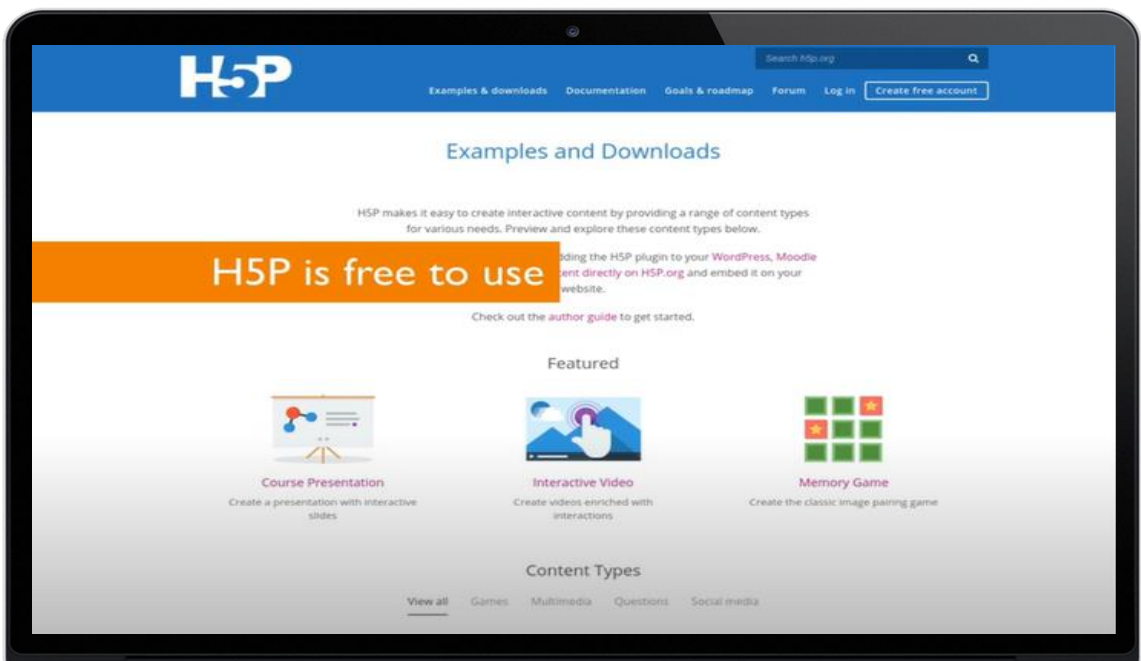 H5P
Search h5p.org
Examples & downloads Documentation Goals & roadmap Forum Log in Create free account
Examples and Downloads
H5P makes it easy to create interactive content by providing a range of content types
for various needs. Preview and explore these content types below.
H5P is free to use
dding the H5P plugin to your WordPress, Moodle
ent directly on H5P.org and embed it on your
website.
Check out the author guide to get started.
Featured
Course Presentation
Create a presentation with interactive
slides
Interactive Video
Create videos enriched with
interactions
Memory Game
Create the classic image pairing game
Content Types
View all Games Multimedia Questions Social media